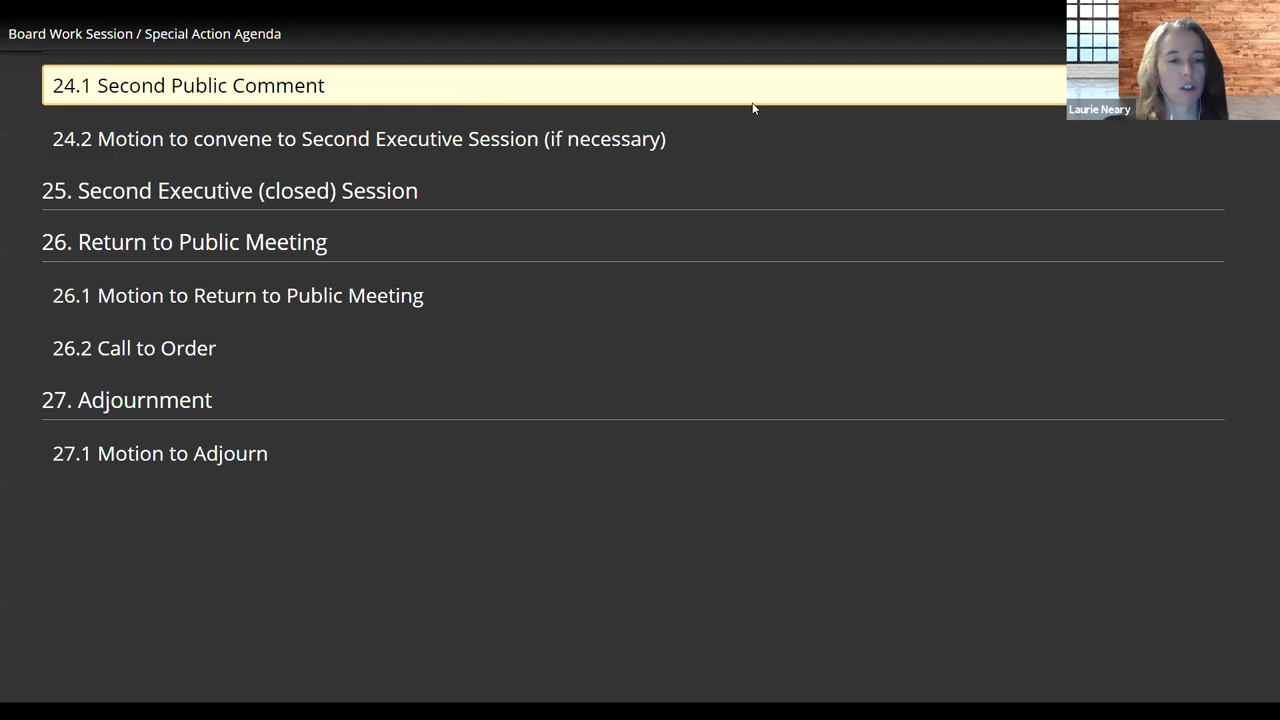 Board Work Session / Special Action Agenda
24.1 Second Public Comment
Laurie Neary
24.2 Motion to convene to Second Executive Session (if necessary)
25. Second Executive (closed) Session
26. Return to Public Meeting
26.1 Motion to Return to Public Meeting
26.2 Call to Order
27. Adjournment
27.1 Motion to Adjourn